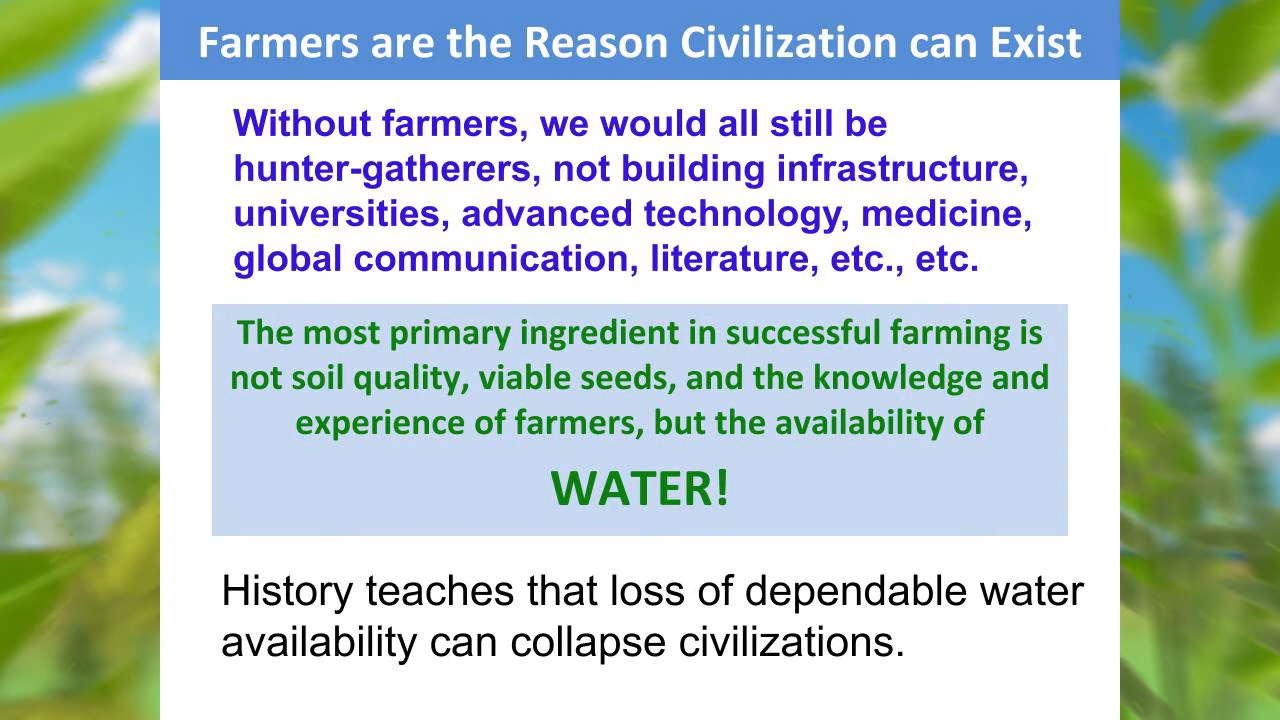 Farmers are the Reason Civilization can Exist
Without farmers, we would all still be
hunter-gatherers, not building infrastructure,
universities, advanced technology, medicine,
global communication, literature, etc., etc.
The most primary ingredient in successful farming is
not soil quality, viable seeds, and the knowledge and
experience of farmers, but the availability of
WATER!
History teaches that loss of dependable water
availability can collapse civilizations.